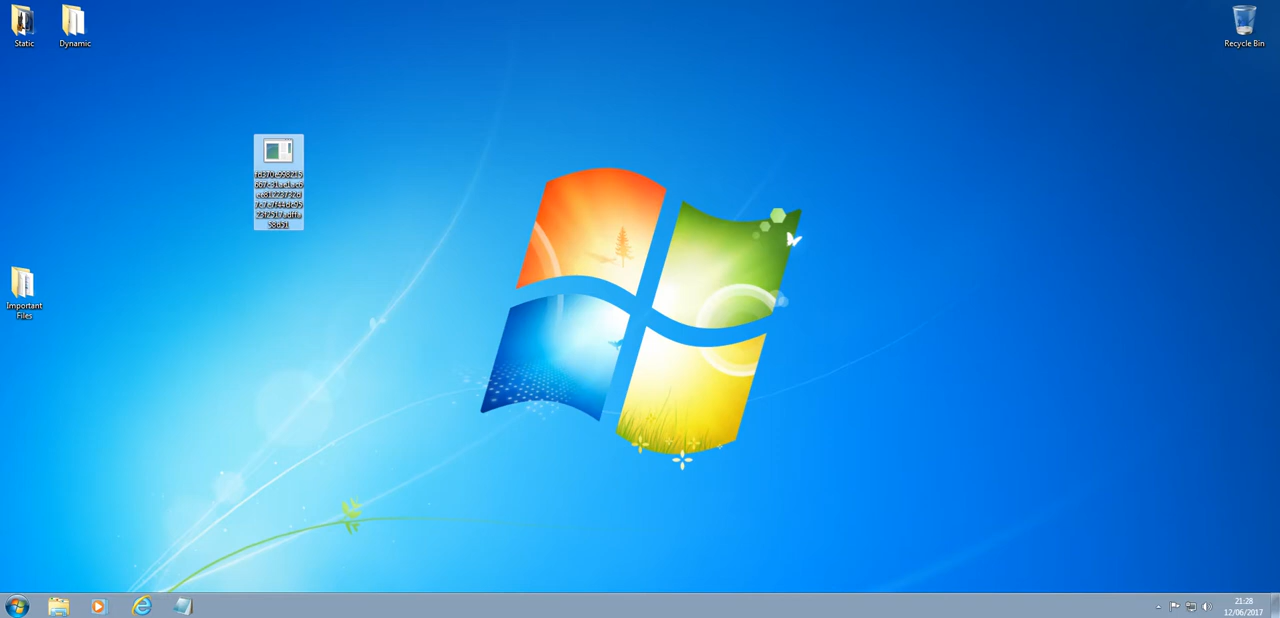 Static
Dynamic
Recycle Bin
Important
Files
21:28
12/06/2017